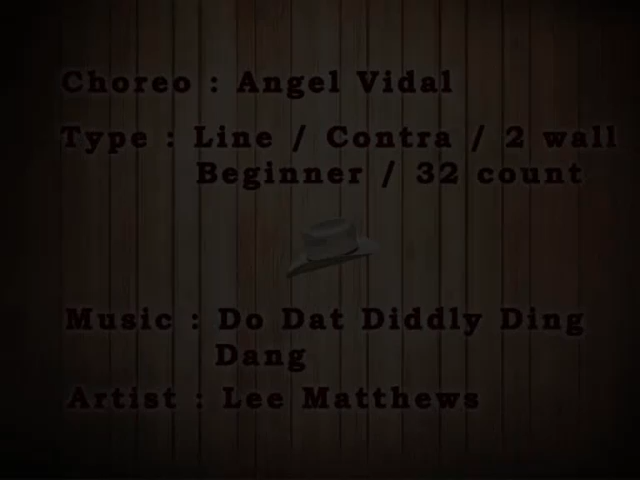 Choreo : Angel Vidal
Type : Line / Contra / 2 wall
Beginner / 32 count
Music : Do Dat Diddly Ding
Dang
Artist : Lee Matthews